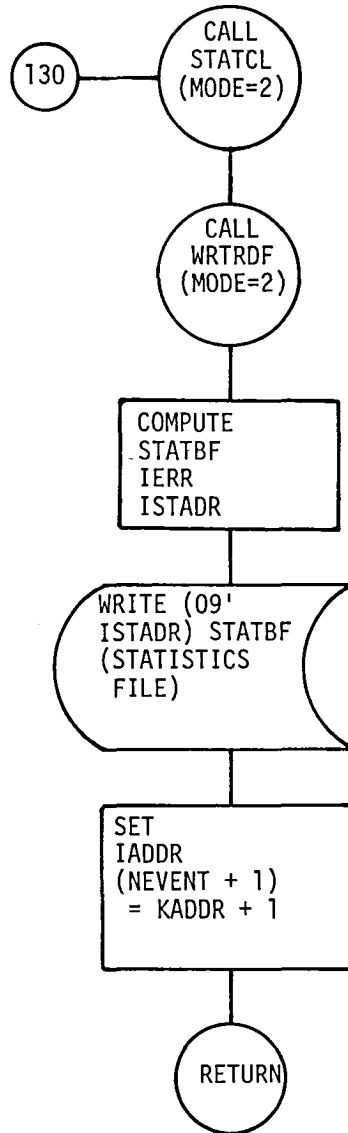 130
CALL
STATCL
(MODE=2)
CALL
WRTRDF
(MODE=2)
COMPUTE
STATBF
IERR
ISTADR
WRITE (09'
ISTADR) STATBF
(STATISTICS
FILE)
SET
IADDR
(NEVENT + 1)
= KADDR + 1
RETURN